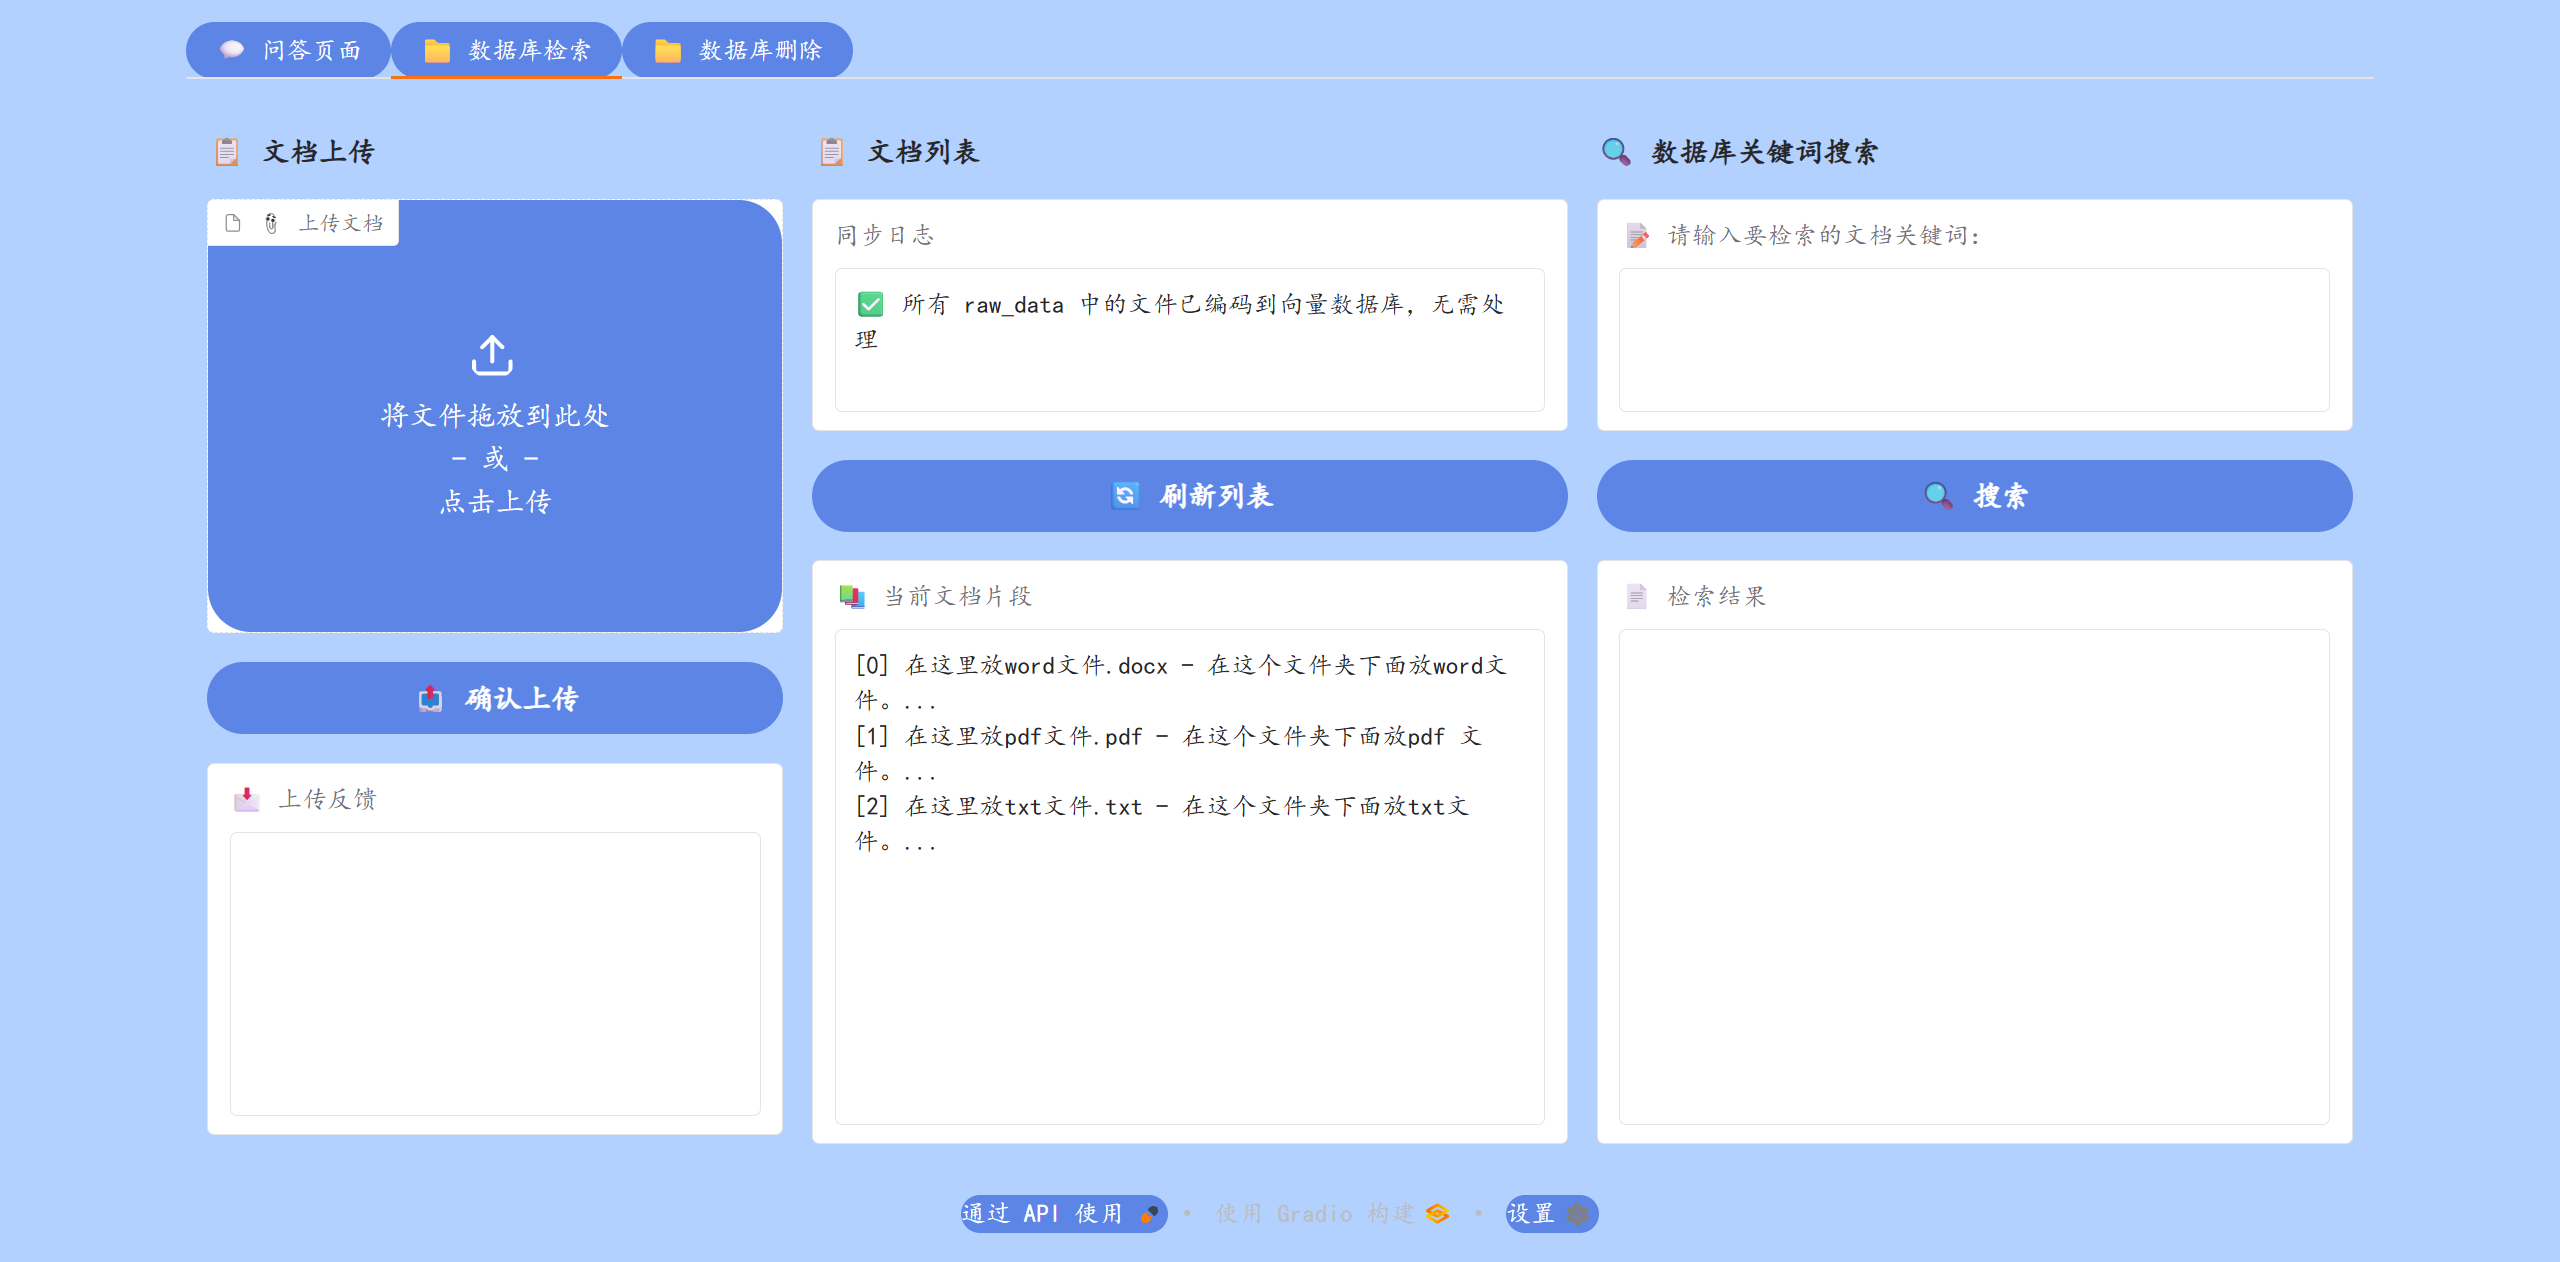 问答页面
数据库检索
数据库删除
文档上传
上传文档
将文件拖放到此处
- 或 -
点击上传
确认上传
上传反馈
文档列表
同步日志
所有 raw_data 中的文件已编码到向量数据库，无需处
理
刷新列表
当前文档片段
[0] 在这里放word文件.docx - 在这个文件夹下面放word文
件。...
[1] 在这里放pdf文件.pdf - 在这个文件夹下面放pdf 文
件。...
[2] 在这里放txt文件.txt - 在这个文件夹下面放txt文
件。...
数据库关键词搜索
请输入要检索的文档关键词：
搜索
检索结果
通过 API 使用 · 使用 Gradio 构建 · 设置